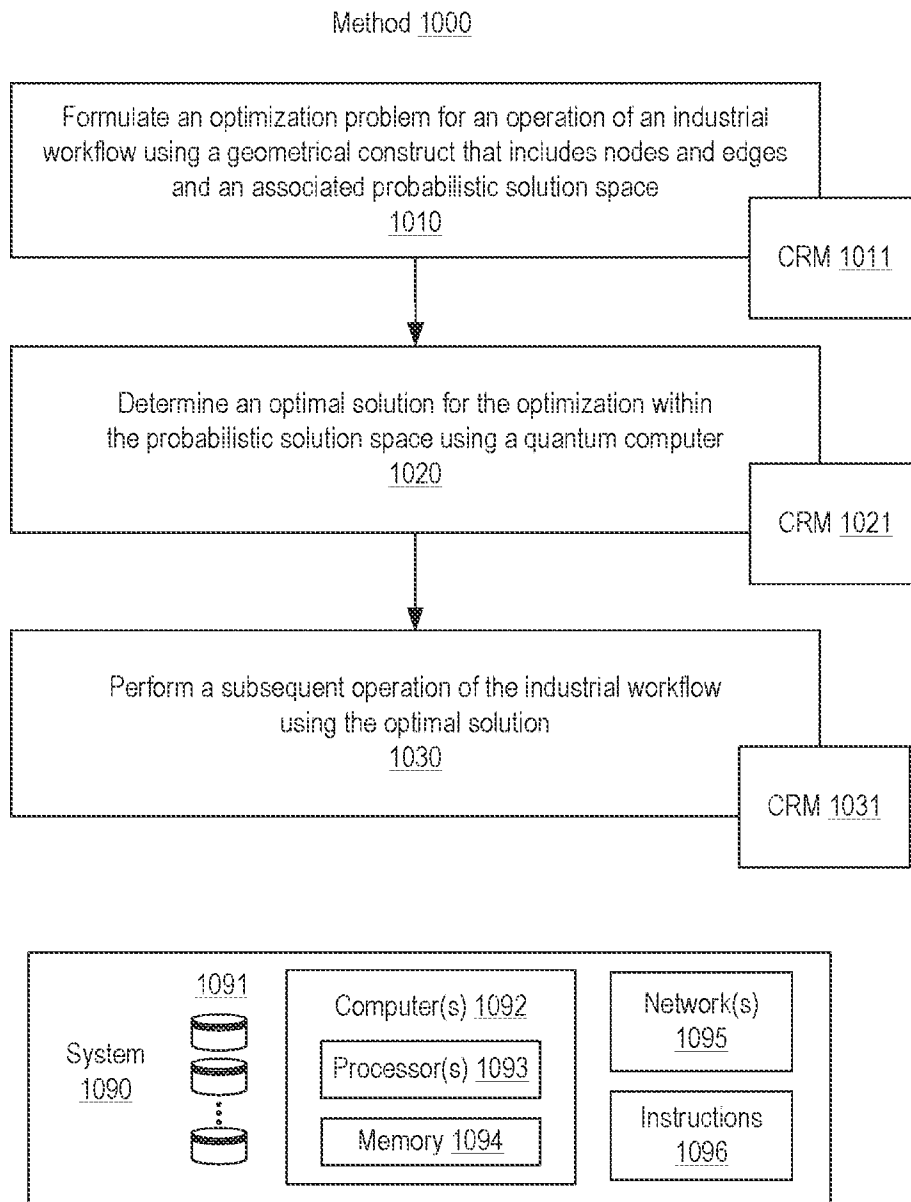 Method 1000
Formulate an optimization problem for an operation of an industrial
workflow using a geometrical construct that includes nodes and edges
and an associated probabilistic solution space
1010
CRM 1011
Determine an optimal solution for the optimization within
the probabilistic solution space using a quantum computer
1020
CRM 1021
Perform a subsequent operation of the industrial workflow
using the optimal solution
1030
CRM 1031
System
1090
1091
Computer(s) 1092
Processor(s) 1093
Memory 1094
Network(s)
1095
Instructions
1096